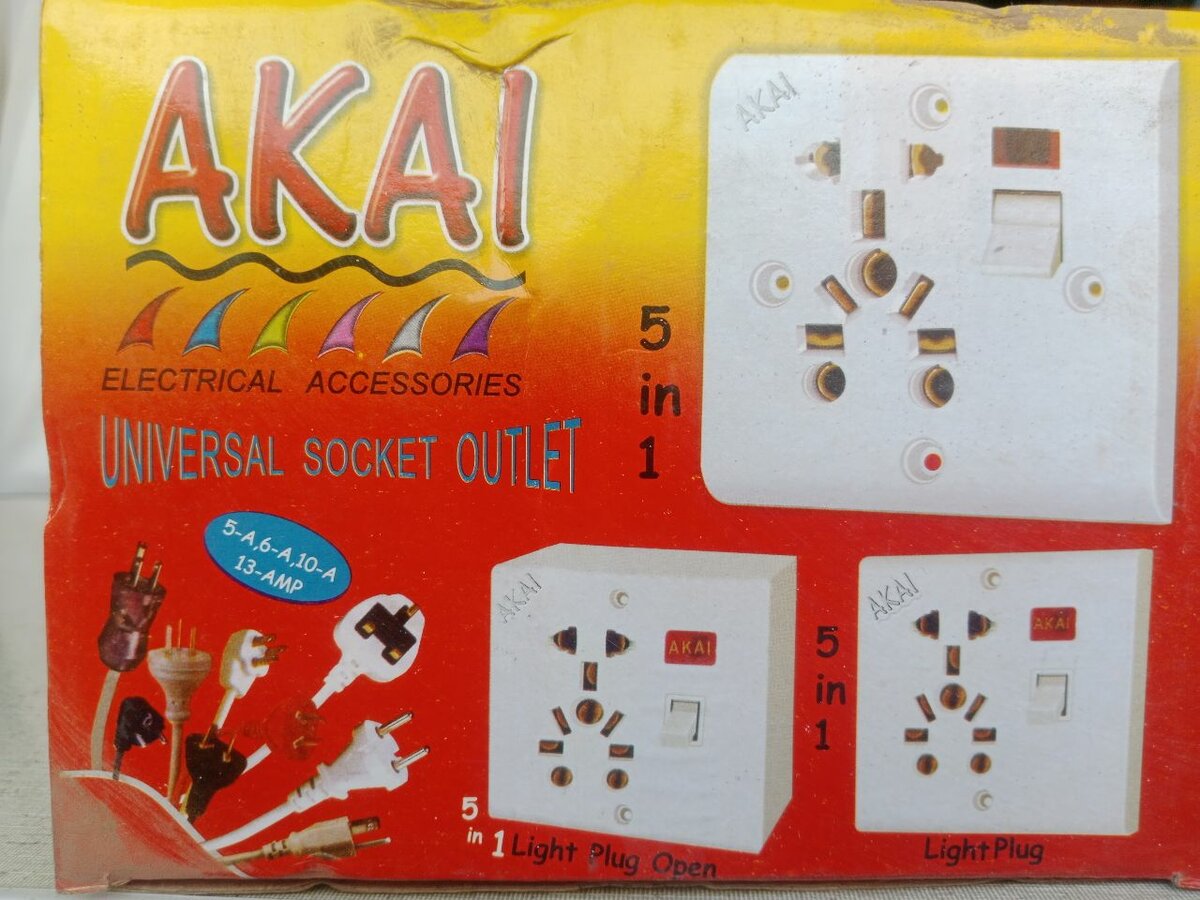 AKAI
ELECTRICAL ACCESSORIES
UNIVERSAL SOCKET OUTLET
5-A,6-A,10-A
13-AMP
5
in
1
AKAI
AKAI
AKAI
5
in 1 Light Plug Open
5
in
1
AKAI
AKAI
Light Plug